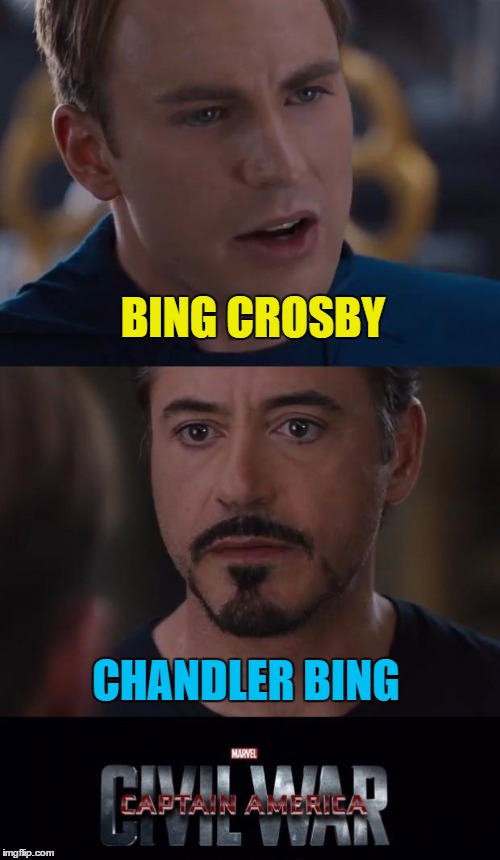 BING CROSBY
CHANDLER BING
MARVEL
CIVIL WAR
CAPTAIN AMERICA
imgflip.com